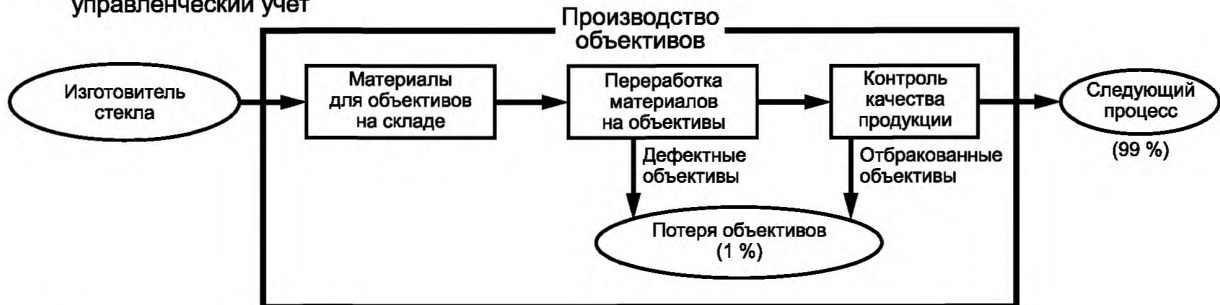 управленческий учет
Производство
объективов
Изготовитель
стекла
Материалы
для объективов
на складе
Переработка
материалов
на объективы
Контроль
качества
продукции
Следующий
процесс
(99 %)
Дефектные
объективы
Отбракованные
объективы
Потеря объективов
(1 %)